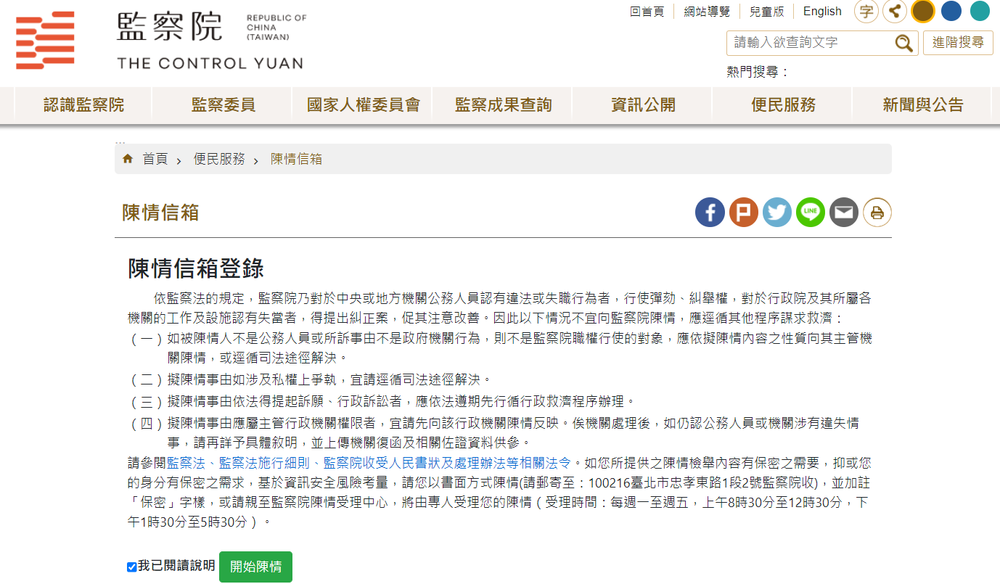 監察院
REPUBLIC OF
CHINA
(TAIWAN)
THE CONTROL YUAN
回首頁 網站導覽 兒童版 English 字
請輸入欲查詢文字 進階搜尋
熱門搜尋：
認識監察院 監察委員 國家人權委員會 監察成果查詢 資訊公開 便民服務 新聞與公告
:::
首頁 › 便民服務 › 陳情信箱
陳情信箱
LINE
陳情信箱登錄
依監察法的規定，監察院乃對於中央或地方機關公務人員認有違法或失職行為者，行使彈劾、糾舉權，對於行政院及其所屬各
機關的工作及設施認有失當者，得提出糾正案，促其注意改善。因此以下情況不宜向監察院陳情，應逕循其他程序謀求救濟：
（一）如被陳情人不是公務人員或所訴事由不是政府機關行為，則不是監察院職權行使的對象，應依擬陳情內容之性質向其主管機
關陳情，或逕循司法途徑解決。
（二）擬陳情事由如涉及私權上爭執，宜請逕循司法途徑解決。
（三）擬陳情事由依法得提起訴願、行政訴訟者，應依法遵期先行循行政救濟程序辦理。
（四）擬陳情事由應屬主管行政機關權限者，宜請先向該行政機關陳情反映。俟機關處理後，如仍認公務人員或機關涉有違失情
事，請再詳予具體敘明，並上傳機關復函及相關佐證資料供參。
請參閱監察法、監察法施行細則、監察院收受人民書狀及處理辦法等相關法令。如您所提供之陳情檢舉內容有保密之需要，抑或您
的身分有保密之需求，基於資訊安全風險考量，請您以書面方式陳情(請郵寄至：100216臺北市忠孝東路1段2號監察院收)，並加註
「保密」字樣，或請親至監察院陳情受理中心，將由專人受理您的陳情（受理時間：每週一至週五，上午8時30分至12時30分，下
午1時30分至5時30分）。
我已閱讀說明 開始陳情